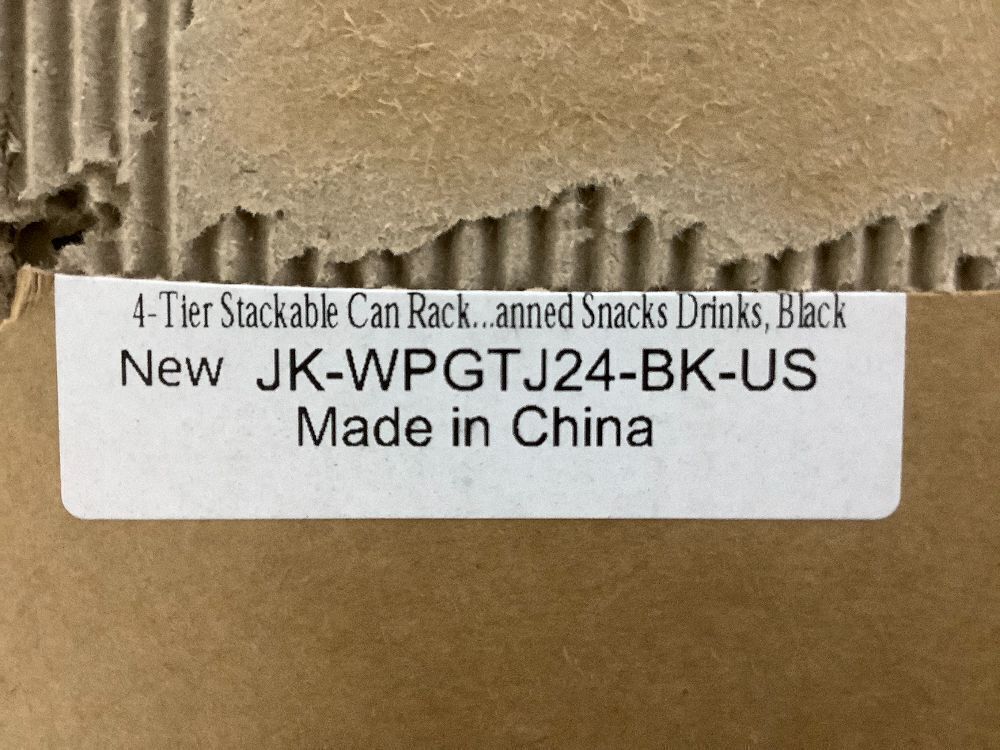 4-Tier Stackable Can Rack...anned Snacks Drinks, Black
New JK-WPGTJ24-BK-US
Made in China